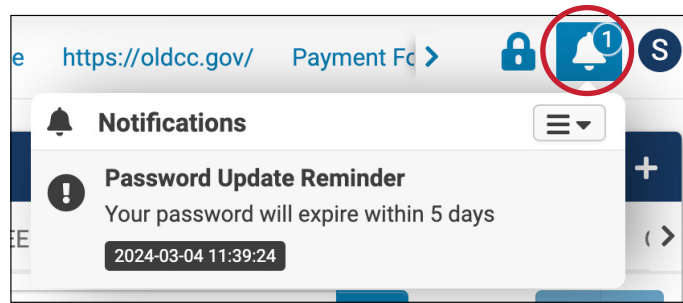 e https://oldcc.gov/ Payment Fo 1 S
Notifications
Password Update Reminder
Your password will expire within 5 days
2024-03-04 11:39:24
EE